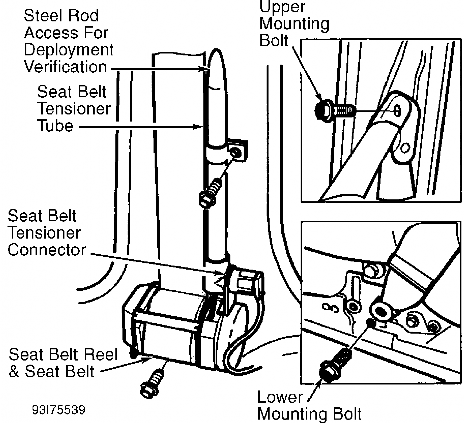 Steel Rod
Access For
Deployment
Verification
Seat Belt
Tensioner
Tube
Seat Belt
Tensioner
Connector
Seat Belt Reel
& Seat Belt
93I75539
Upper
Mounting
Bolt
3
Lower
Mounting Bolt